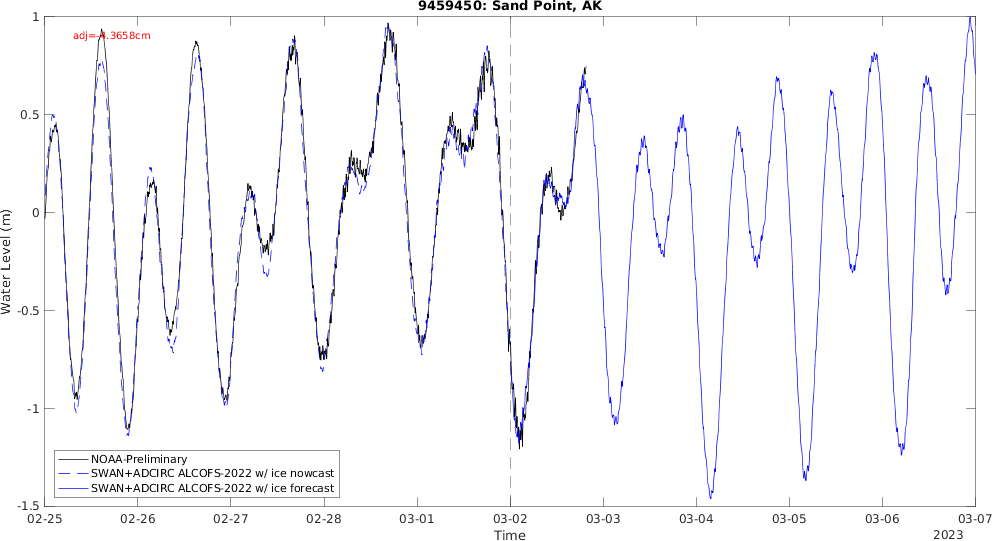 9459450: Sand Point, AK
adj=-4.3658cm
Water Level (m)
1
0.5
0
-0.5
-1
-1.5
NOAA-Preliminary
SWAN+ADCIRC ALCOFS-2022 w/ ice nowcast
SWAN+ADCIRC ALCOFS-2022 w/ ice forecast
02-25 02-26 02-27 02-28 03-01 03-02 03-03 03-04 03-05 03-06 03-07
Time
2023